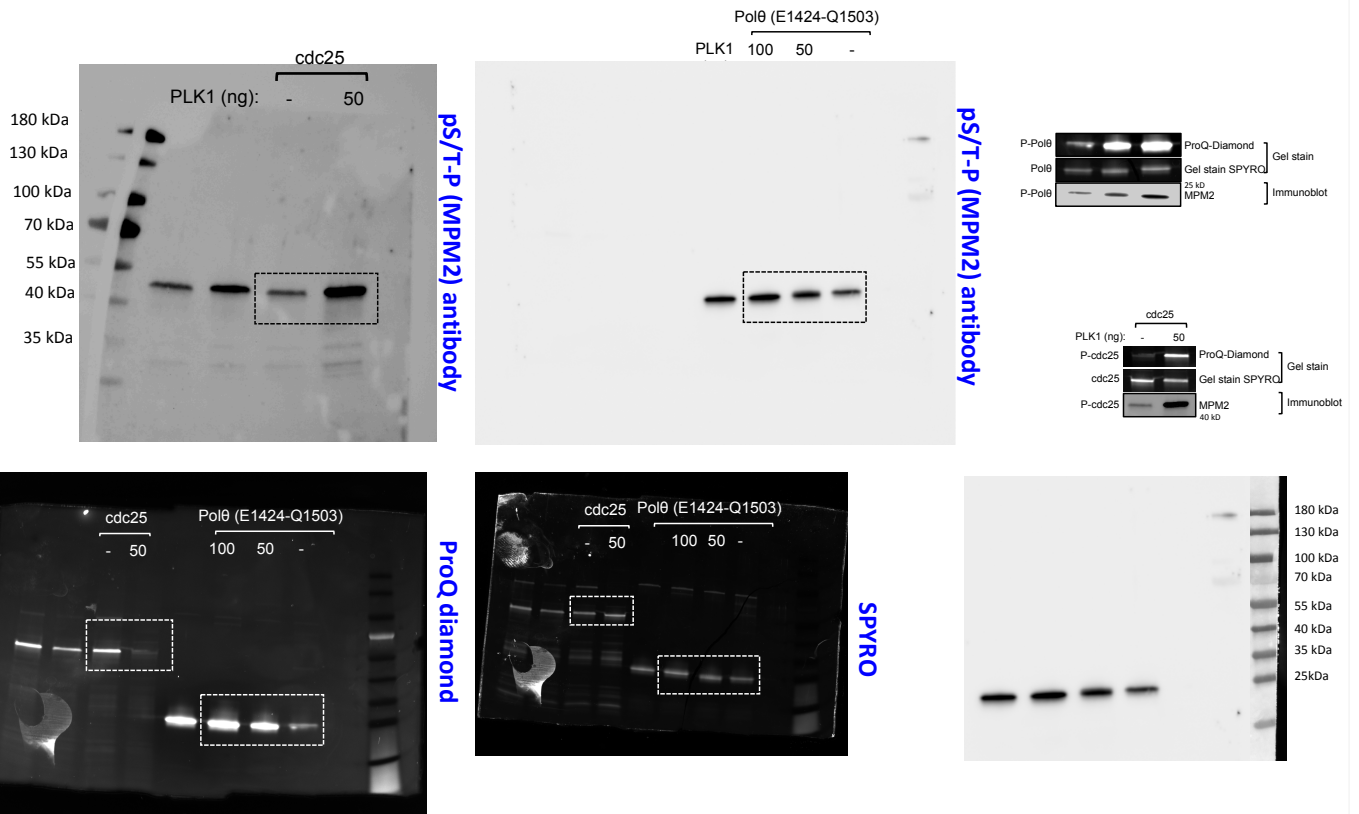 cdc25
PLK1 (ng): - 50
180 kDa
130 kDa
100 kDa
70 kDa
55 kDa
40 kDa
35 kDa
pS/T-P (MPM2) antibody
Polθ (E1424-Q1503)
PLK1 100 50 -
pS/T-P (MPM2) antibody
P-Polθ ProQ-Diamond
Polθ Gel stain SPYRO
Gel stain
P-Polθ 25 kD
MPM2
Immunoblot
cdc25
PLK1 (ng): - 50
P-cdc25 ProQ-Diamond
cdc25 Gel stain SPYRO
Gel stain
P-cdc25 MPM2
40 kD
Immunoblot
cdc25 Polθ (E1424-Q1503)
- 50 100 50 -
ProQ diamond
cdc25 Polθ (E1424-Q1503)
- 50 100 50 -
SPYRO
180 kDa
130 kDa
100 kDa
70 kDa
55 kDa
40 kDa
35 kDa
25kDa